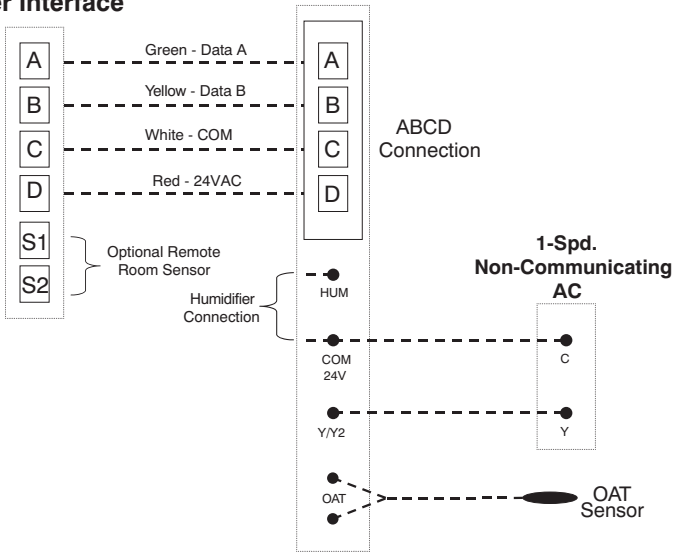 Interface
A
Green - Data A
A
B
Yellow - Data B
B
C
White - COM
C
D
Red - 24VAC
D
ABCD
Connection
S1
S2
Optional Remote
Room Sensor
HUM
Humidifier
Connection
COM
24V
Y/Y2
OAT
1-Spd.
Non-Communicating
AC
C
Y
OAT
Sensor